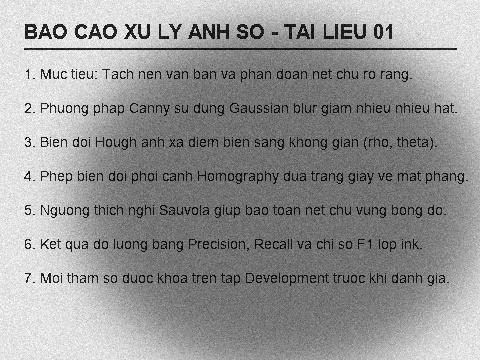 BAO CAO XU LY ANH SO - TAI LIEU 01
1. Muc tieu: Tach nen van ban va phan doan net chu ro rang.
2. Phuong phap Canny su dung Gaussian blur giam nhieu nhieu hat.
3. Bien doi Hough anh xa diem bien sang khong gian (rho, theta).
4. Phep bien doi phoi canh Homography dua trang giay ve mat phang.
5. Nguong thich nghi Sauvola giup bao toan net chu vung bong do.
6. Ket qua do luong bang Precision, Recall va chi so F1 lop ink.
7. Moi tham so duoc khoa tren tap Development truoc khi danh gia.